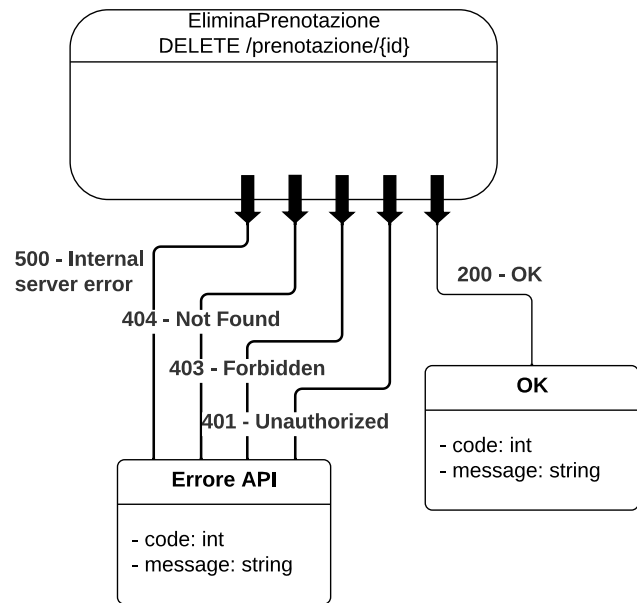 EliminaPrenotazione
DELETE /prenotazione/{id}
500 - Internal
server error
200 - OK
404 - Not Found
403 - Forbidden
401 - Unauthorized
OK
- code: int
- message: string
Errore API
- code: int
- message: string